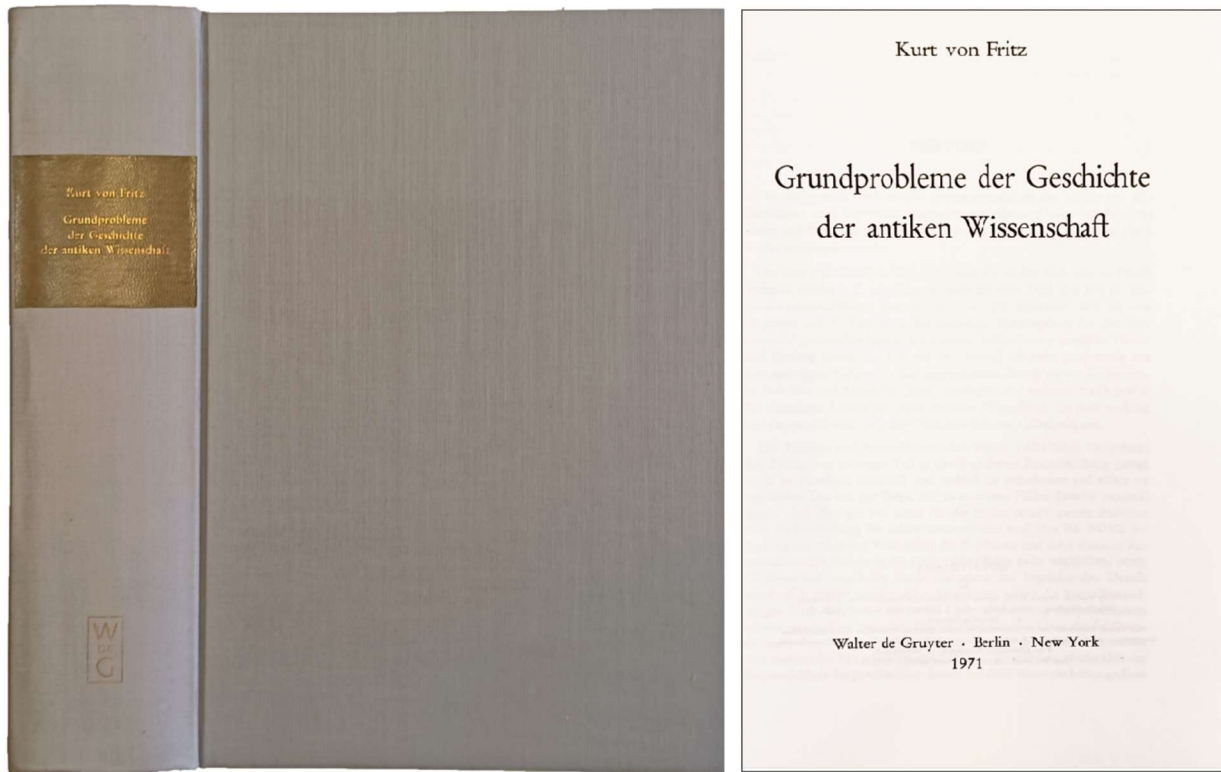 Kurt von Fritz
Grundprobleme
der Geschichte
der antiken Wissenschaft
W
DE
G
Kurt von Fritz
Grundprobleme der Geschichte
der antiken Wissenschaft
Walter de Gruyter · Berlin · New York
1971